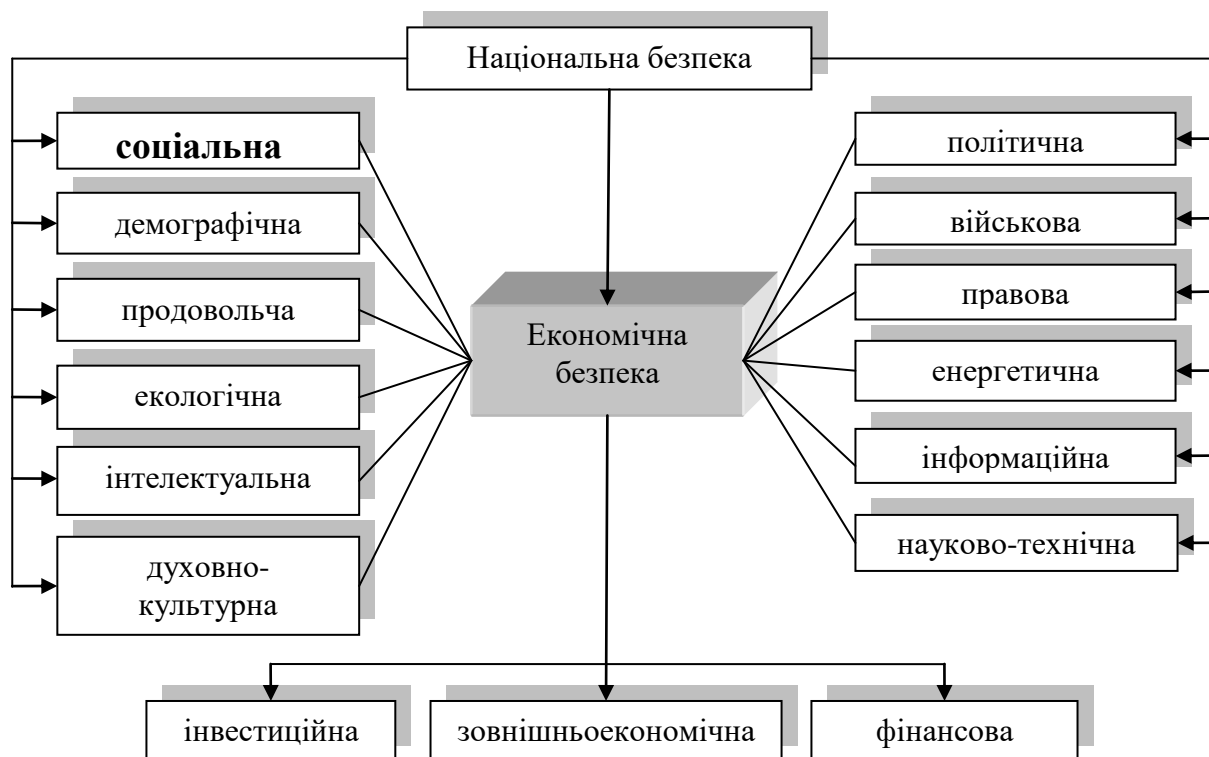 Національна безпека
соціальна
демографічна
продовольча
екологічна
інтелектуальна
духовно-
культурна
Економічна
безпека
політична
військова
правова
енергетична
інформаційна
науково-технічна
інвестиційна
зовнішньоекономічна
фінансова